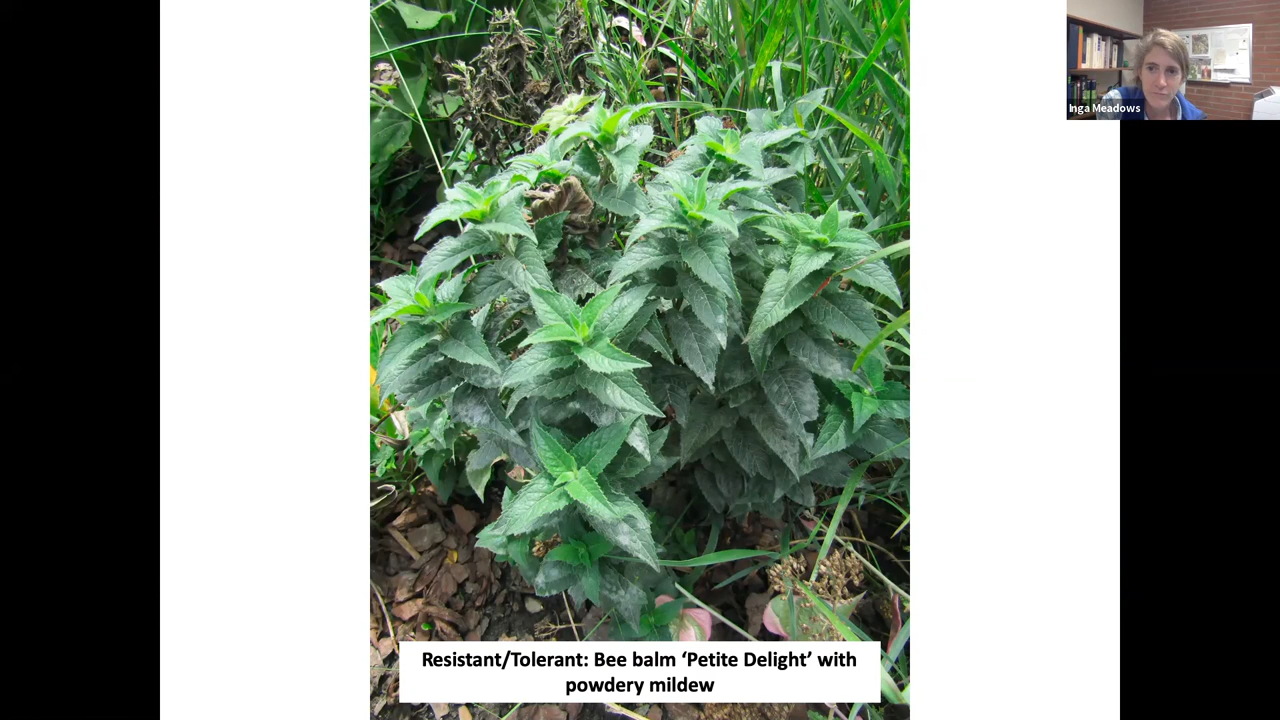 Inga Meadows
Resistant/Tolerant: Bee balm ‘Petite Delight’ with
powdery mildew